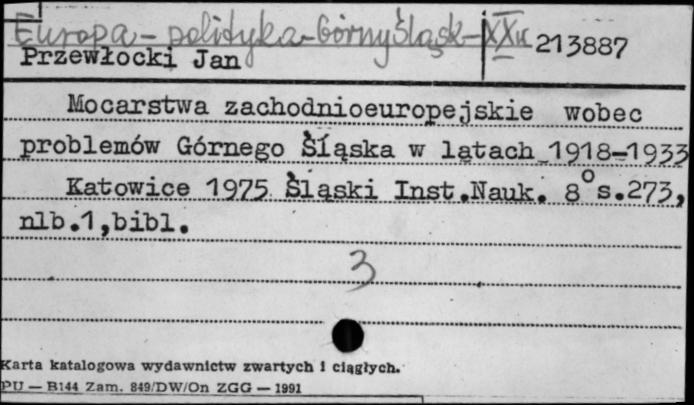 Europa - polityka - Górny Śląsk - XX w 213887
Przewłocki Jan
Mocarstwa zachodnioeuropejskie wobec
problemów Górnego Śląska w latach 1918-1933
Katowice 1975 Śląski Inst.Nauk. 8° s.273,
nlb.1,bibl.
3
Karta katalogowa wydawnictw zwartych i ciągłych.
PU — B144 Zam. 849/DW/On ZGG — 1991